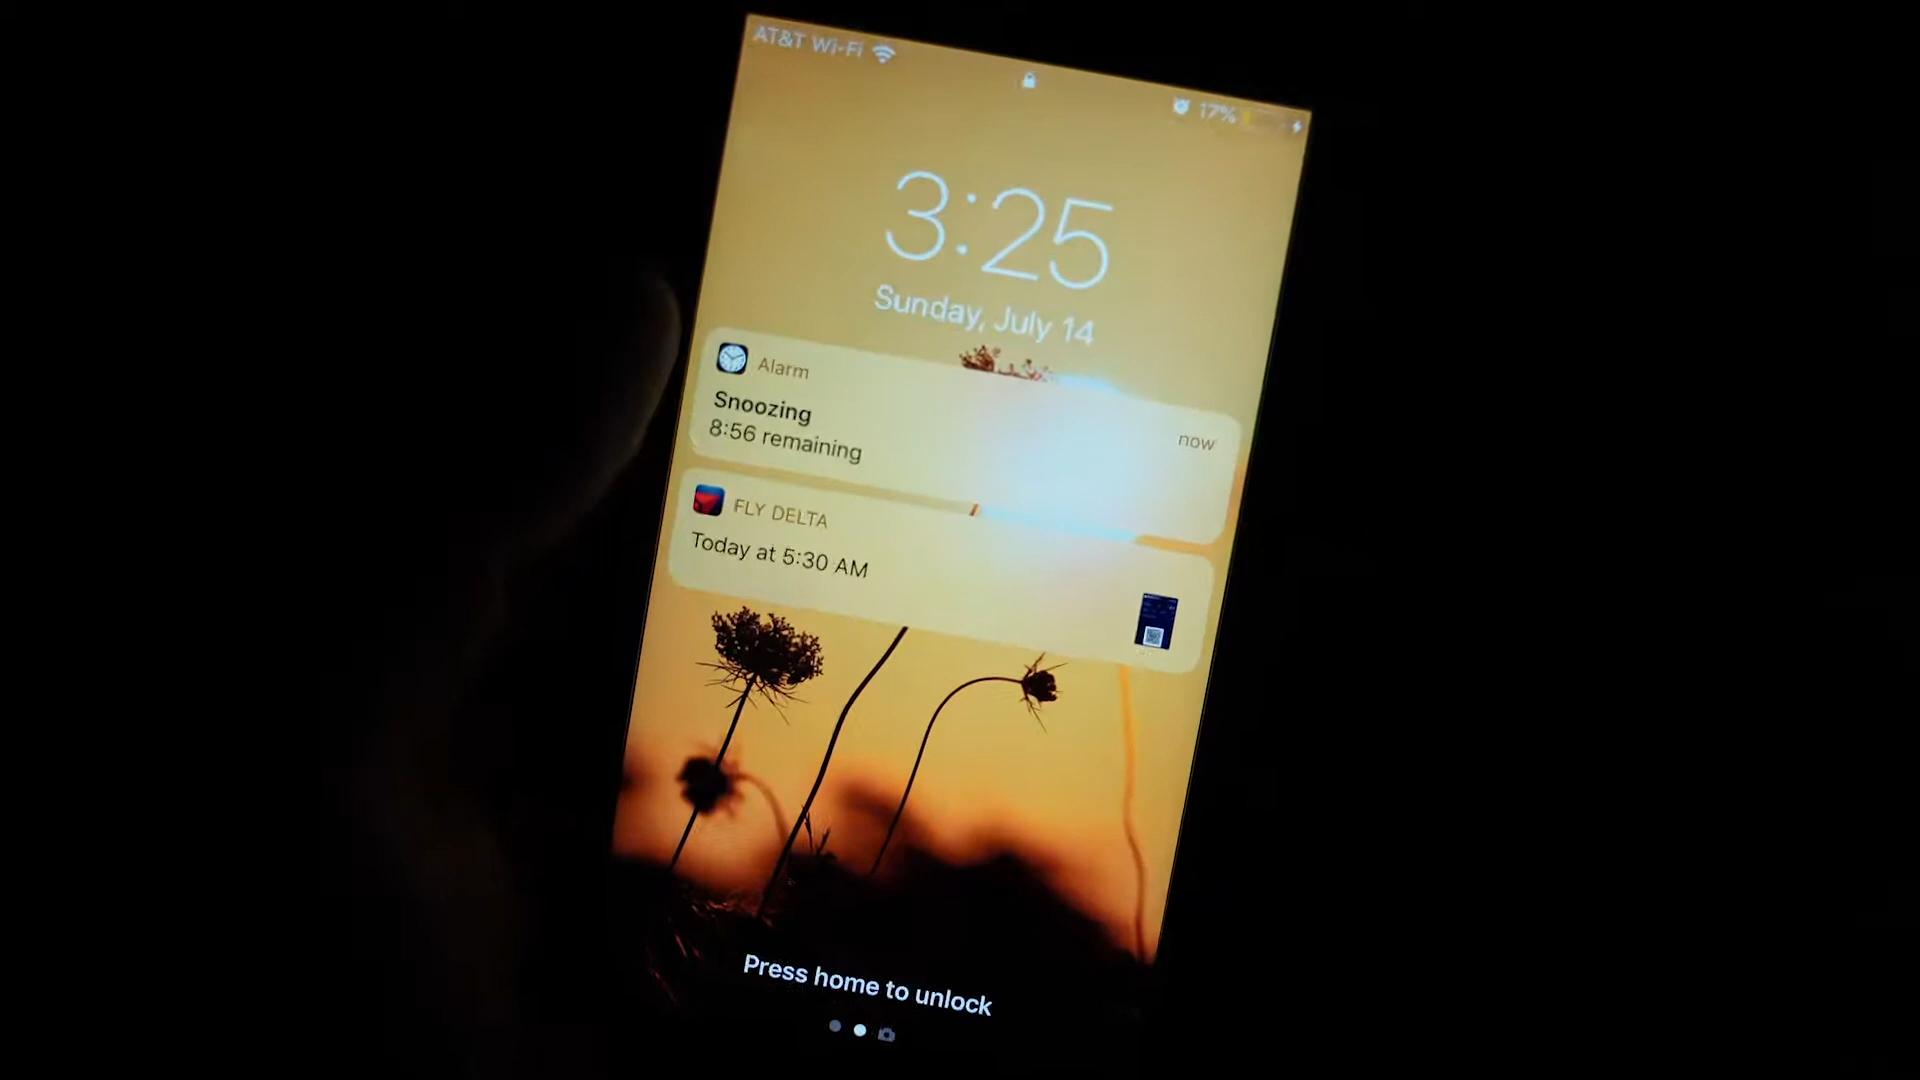 AT&T Wi-Fi
17%
3:25
Sunday, July 14
Alarm
now
Snoozing
8:56 remaining
FLY DELTA
Today at 5:30 AM
Press home to unlock